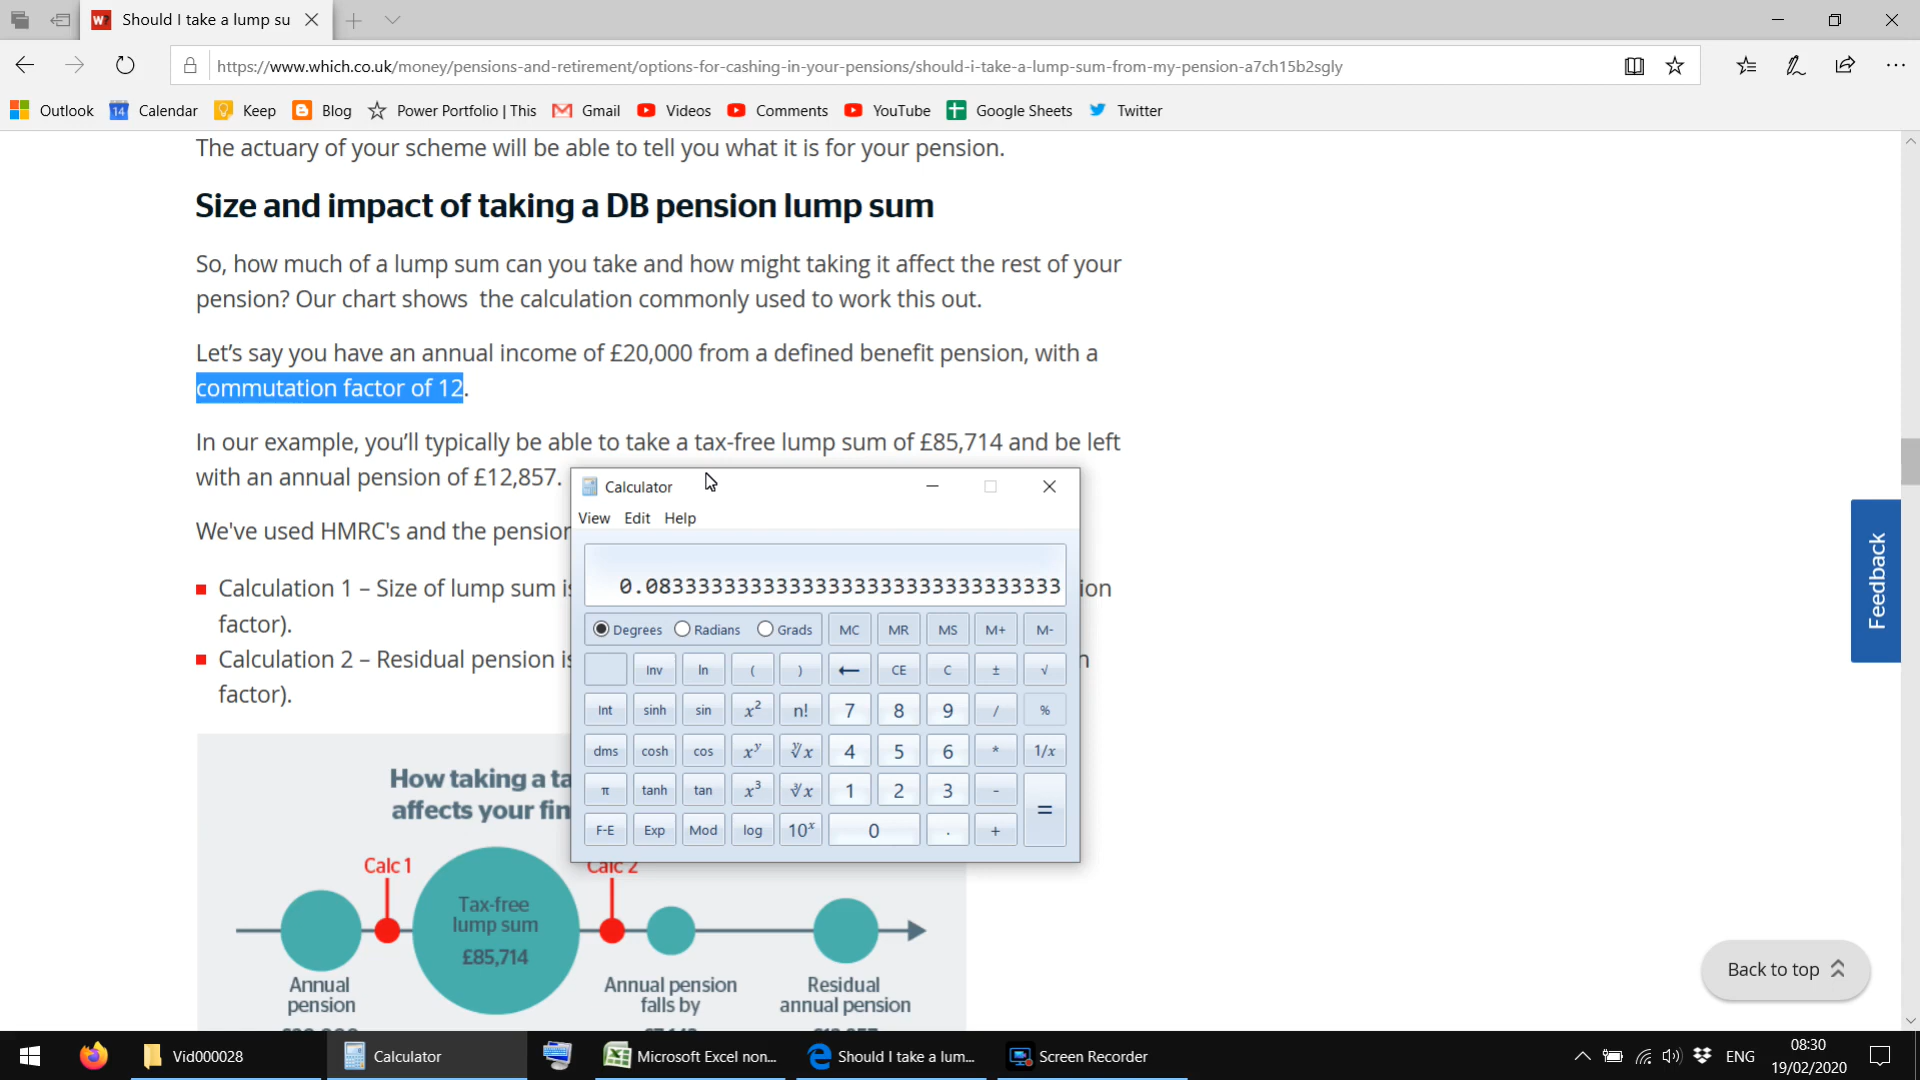 Should I take a lump su
https://www.which.co.uk/money/pensions-and-retirement/options-for-cashing-in-your-pensions/should-i-take-a-lump-sum-from-my-pension-a7ch15b2sgly
Outlook 14 Calendar Keep Blog Power Portfolio | This Gmail Videos Comments YouTube Google Sheets Twitter
The actuary of your scheme will be able to tell you what it is for your pension.
Size and impact of taking a DB pension lump sum
So, how much of a lump sum can you take and how might taking it affect the rest of your
pension? Our chart shows the calculation commonly used to work this out.
Let's say you have an annual income of £20,000 from a defined benefit pension, with a
commutation factor of 12.
In our example, you'll typically be able to take a tax-free lump sum of £85,714 and be left
with an annual pension of £12,857.
We've used HMRC's and the pension
Calculation 1 – Size of lump sum is
factor).
Calculation 2 – Residual pension is
factor).
Calculator
View Edit Help
0.08333333333333333333333333333333
Degrees Radians Grads MC MR MS M+ M-
Inv ln ( ) ← CE C ± √
Int sinh sin x² n! 7 8 9 / %
dms cosh cos xʸ ʸ√x 4 5 6 * 1/x
π tanh tan x³ ³√x 1 2 3 - =
F-E Exp Mod log 10ˣ 0 . +
Feedback
How taking a ta
affects your fin
Calc 1
Calc 2
Tax-free
lump sum
£85,714
Annual
pension
Annual pension
falls by
Residual
annual pension
Back to top
Vid000028 Calculator Microsoft Excel non... Should I take a lum... Screen Recorder ENG
08:30
19/02/2020